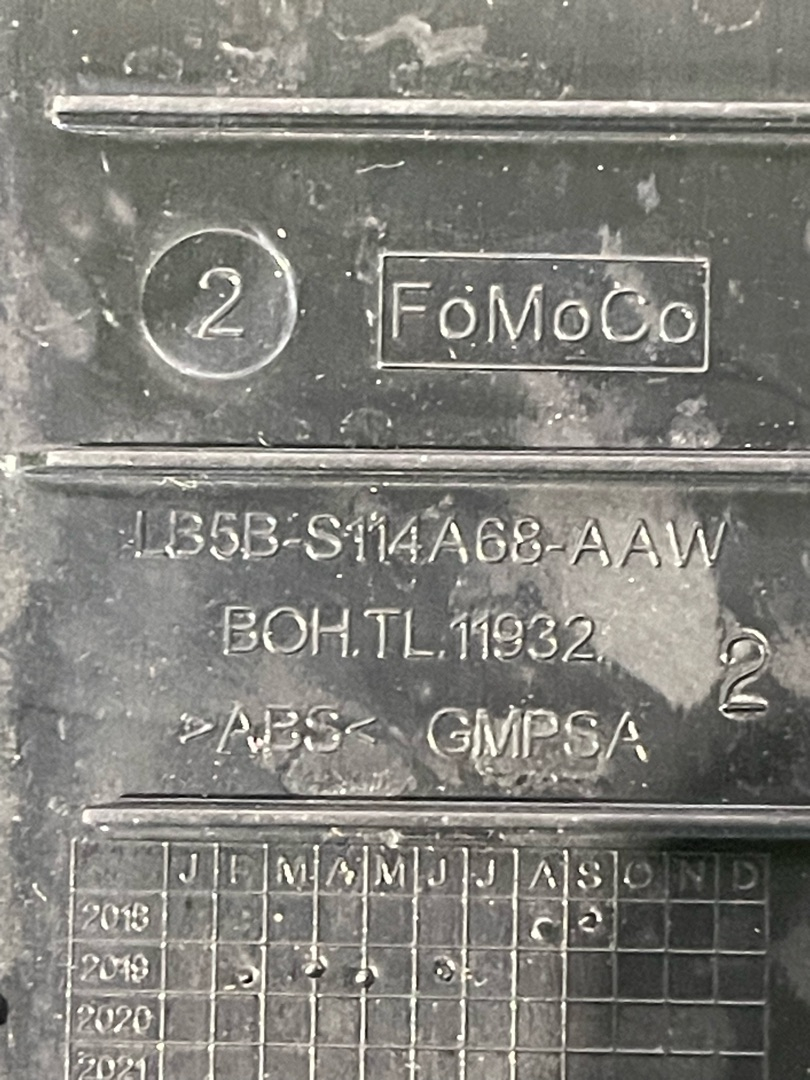 2 FoMoCo
LB5B-S114A68-AAW
BOH.TL.11932
2
>ABS< GMPSA
J F M A M J J A S O N D
2018
2019
2020
2021